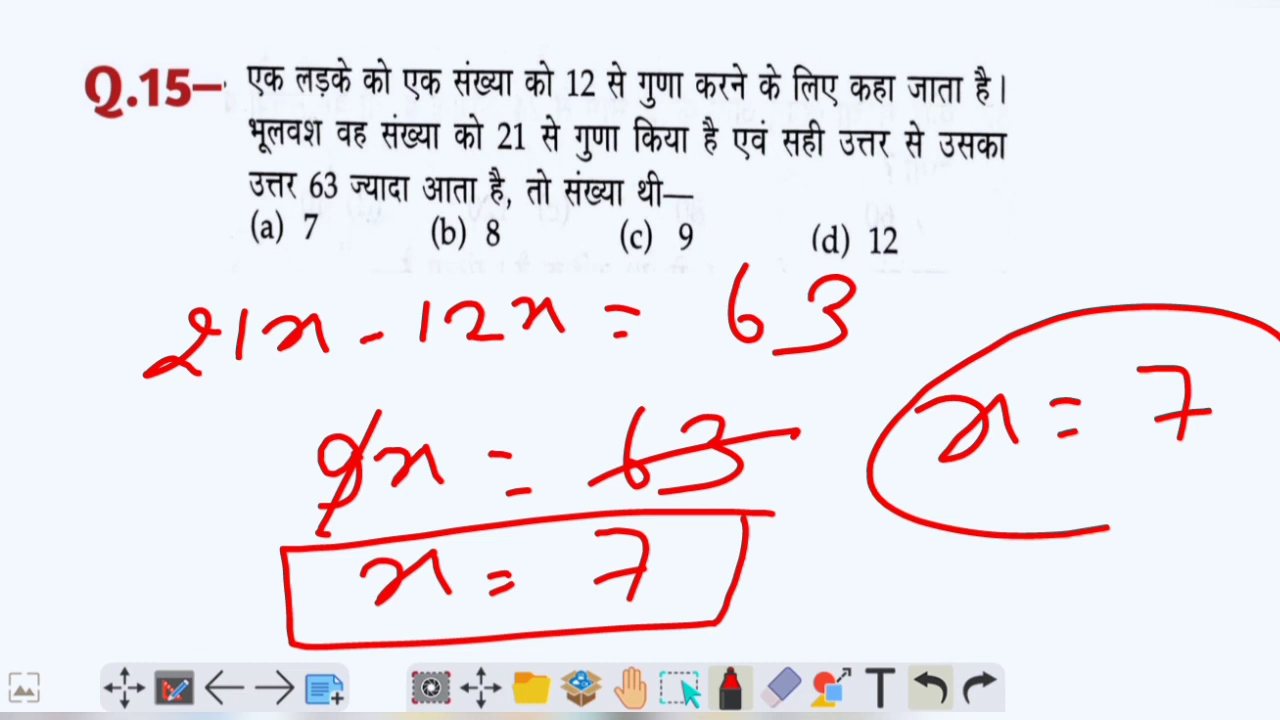 Q.15– एक लड़के को एक संख्या को 12 से गुणा करने के लिए कहा जाता है।
भूलवश वह संख्या को 21 से गुणा किया है एवं सही उत्तर से उसका
उत्तर 63 ज्यादा आता है, तो संख्या थी—
(a) 7 (b) 8 (c) 9 (d) 12
21x - 12x = 63
9x = 63
x = 7
x = 7